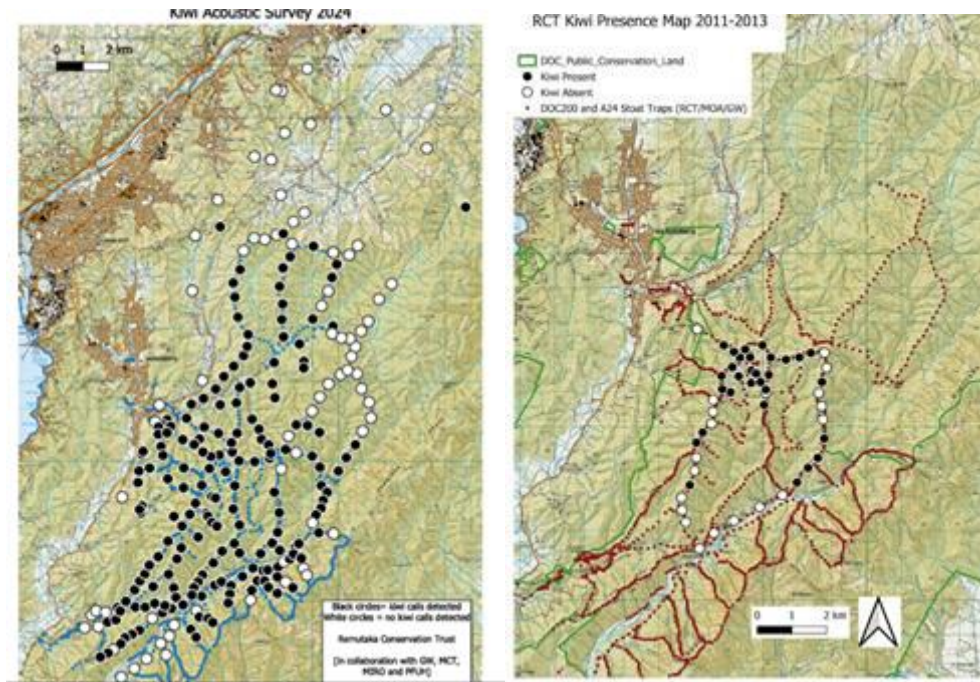 Kiwi Acoustic Survey 2024
0 1 2 km
Black circles= kiwi calls detected
White circles = no kiwi calls detected
Remutaka Conservation Trust
[in collaboration with GW, MCT,
MIRO and PFUH]
RCT Kiwi Presence Map 2011-2013
DOC_Public_Conservation_Land
Kiwi Present
Kiwi Absent
DOC200 and A24 Stoat Traps (RCT/MOA/GW)
0 1 2 km